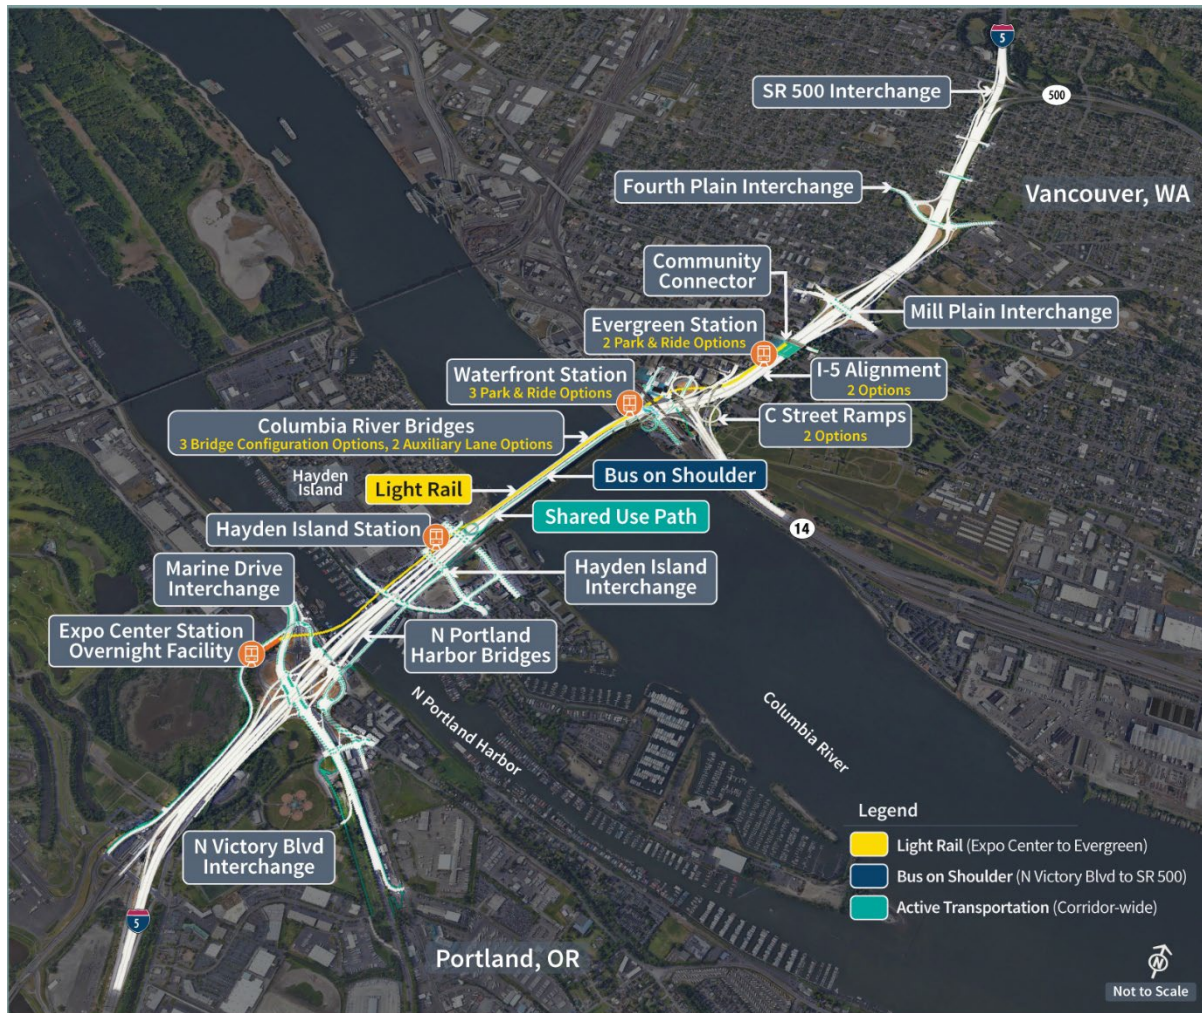 5
SR 500 Interchange
500
Fourth Plain Interchange
Vancouver, WA
Community
Connector
Mill Plain Interchange
Evergreen Station
2 Park & Ride Options
I-5 Alignment
2 Options
Waterfront Station
3 Park & Ride Options
C Street Ramps
2 Options
Columbia River Bridges
3 Bridge Configuration Options, 2 Auxiliary Lane Options
Hayden
Island
Light Rail
Bus on Shoulder
Shared Use Path
14
Hayden Island Station
Marine Drive
Interchange
Hayden Island
Interchange
Expo Center Station
Overnight Facility
N Portland
Harbor Bridges
N Portland Harbor
Columbia River
N Victory Blvd
Interchange
5
Portland, OR
Legend
Light Rail (Expo Center to Evergreen)
Bus on Shoulder (N Victory Blvd to SR 500)
Active Transportation (Corridor-wide)
N
Not to Scale